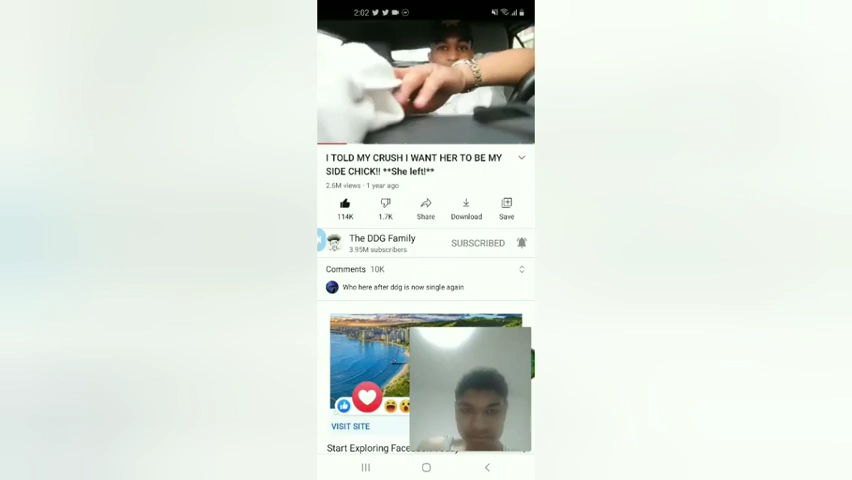 2:02
I TOLD MY CRUSH I WANT HER TO BE MY
SIDE CHICK!! **She left!**
2.6M views · 1 year ago
114K
1.7K
Share
Download
Save
The DDG Family
3.95M subscribers
SUBSCRIBED
Comments 10K
Who here after ddg is now single again
VISIT SITE
Start Exploring